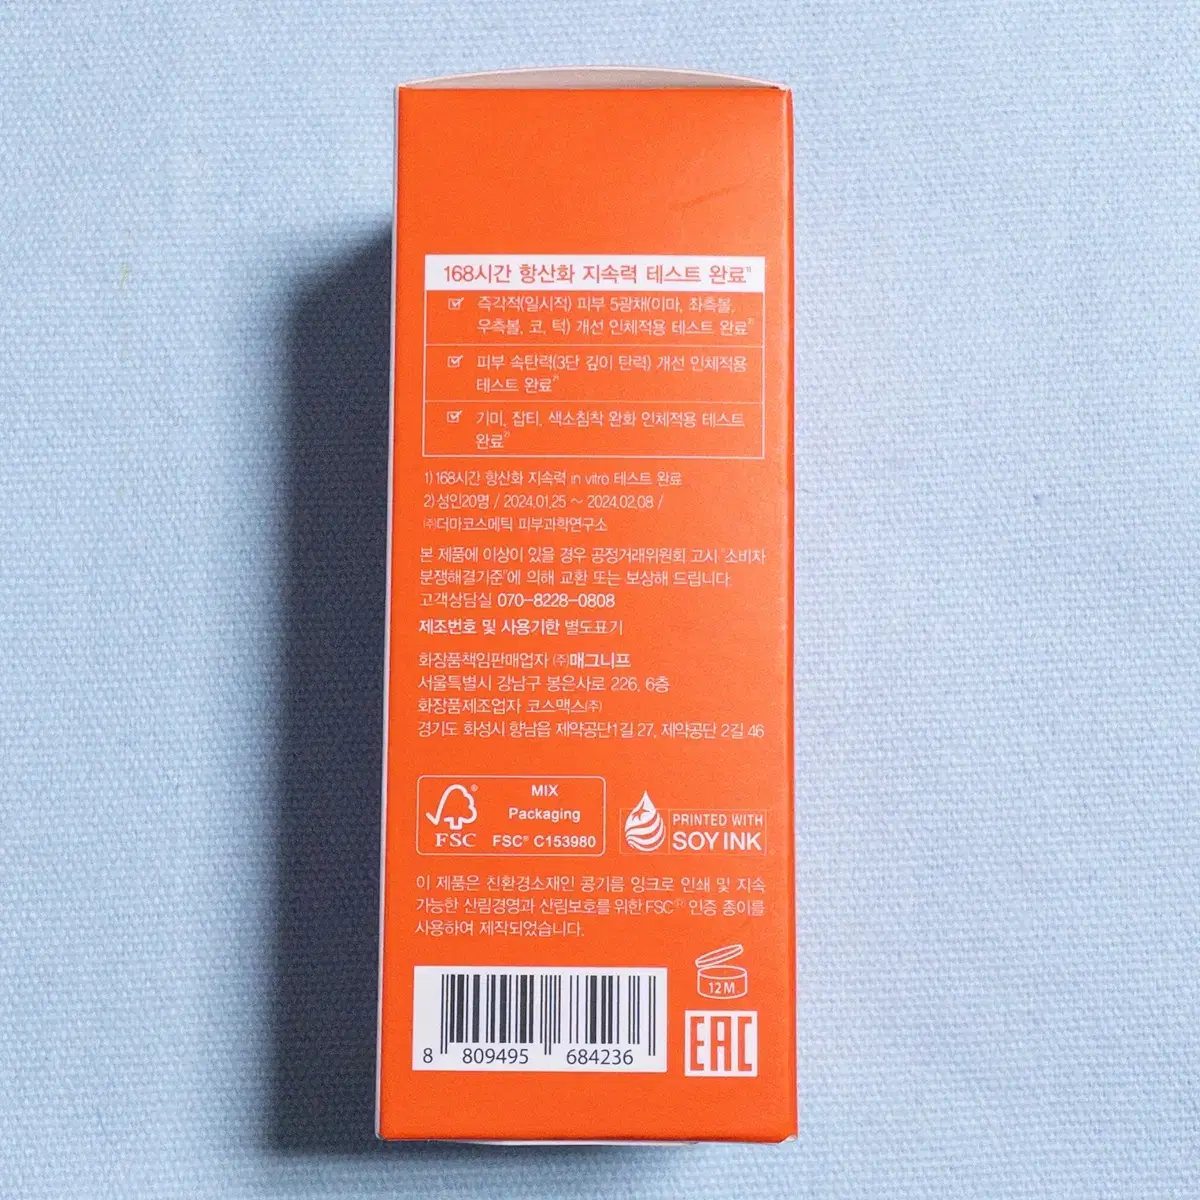 168시간 항산화 지속력 테스트 완료¹⁾
즉각적(일시적) 피부 5광채(이마, 좌측볼,
우측볼, 코, 턱) 개선 인체적용 테스트 완료²⁾
피부 속탄력(3단 깊이 탄력) 개선 인체적용
테스트 완료²⁾
기미, 잡티, 색소침착 완화 인체적용 테스트
완료²⁾
1)168시간 항산화 지속력 in vitro 테스트 완료
2)성인20명 / 2024.01.25 ~ 2024.02.08 /
㈜더마코스메틱 피부과학연구소
본 제품에 이상이 있을 경우 공정거래위원회 고시 "소비자
분쟁해결기준"에 의해 교환 또는 보상해 드립니다.
고객상담실 070-8228-0808
제조번호 및 사용기한 별도표기
화장품책임판매업자 ㈜매그니프
서울특별시 강남구 봉은사로 226, 6층
화장품제조업자 코스맥스㈜
경기도 화성시 향남읍 제약공단1길 27, 제약공단 2길 46
FSC
MIX
Packaging
FSC® C153980
PRINTED WITH
SOY INK
이 제품은 친환경소재인 콩기름 잉크로 인쇄 및 지속
가능한 산림경영과 산림보호를 위한 FSC® 인증 종이를
사용하여 제작되었습니다.
12M
8 809495 684236
EAC